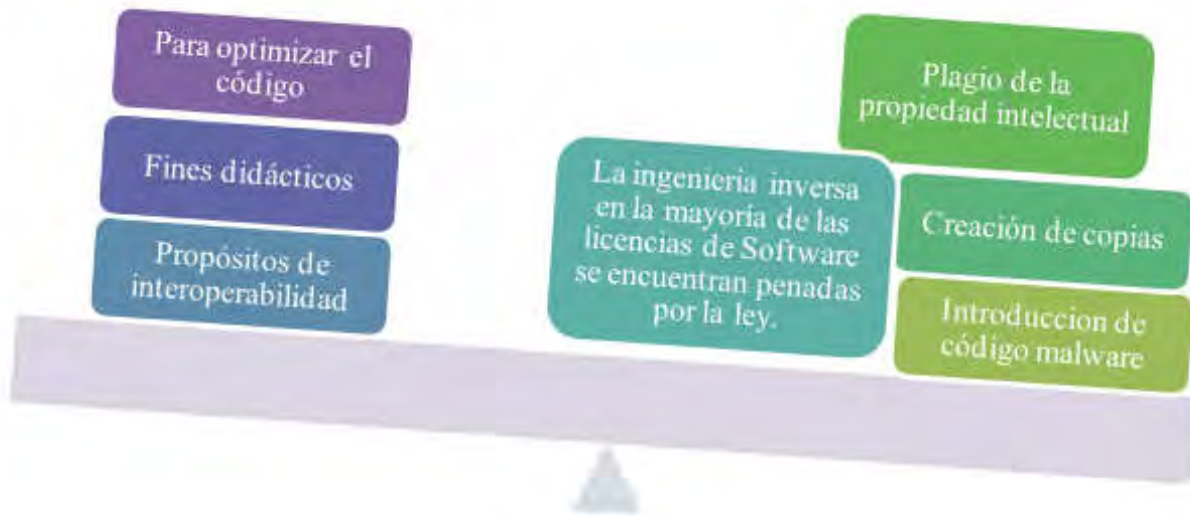 Para optimizar el
código
Fines didácticos
Propósitos de
interoperabilidad
La ingenieria inversa
en la mayoría de las
licencias de Software
se encuentran penadas
por la ley.
Plagio de la
propiedad intelectual
Creación de copias
Introduccion de
código malware